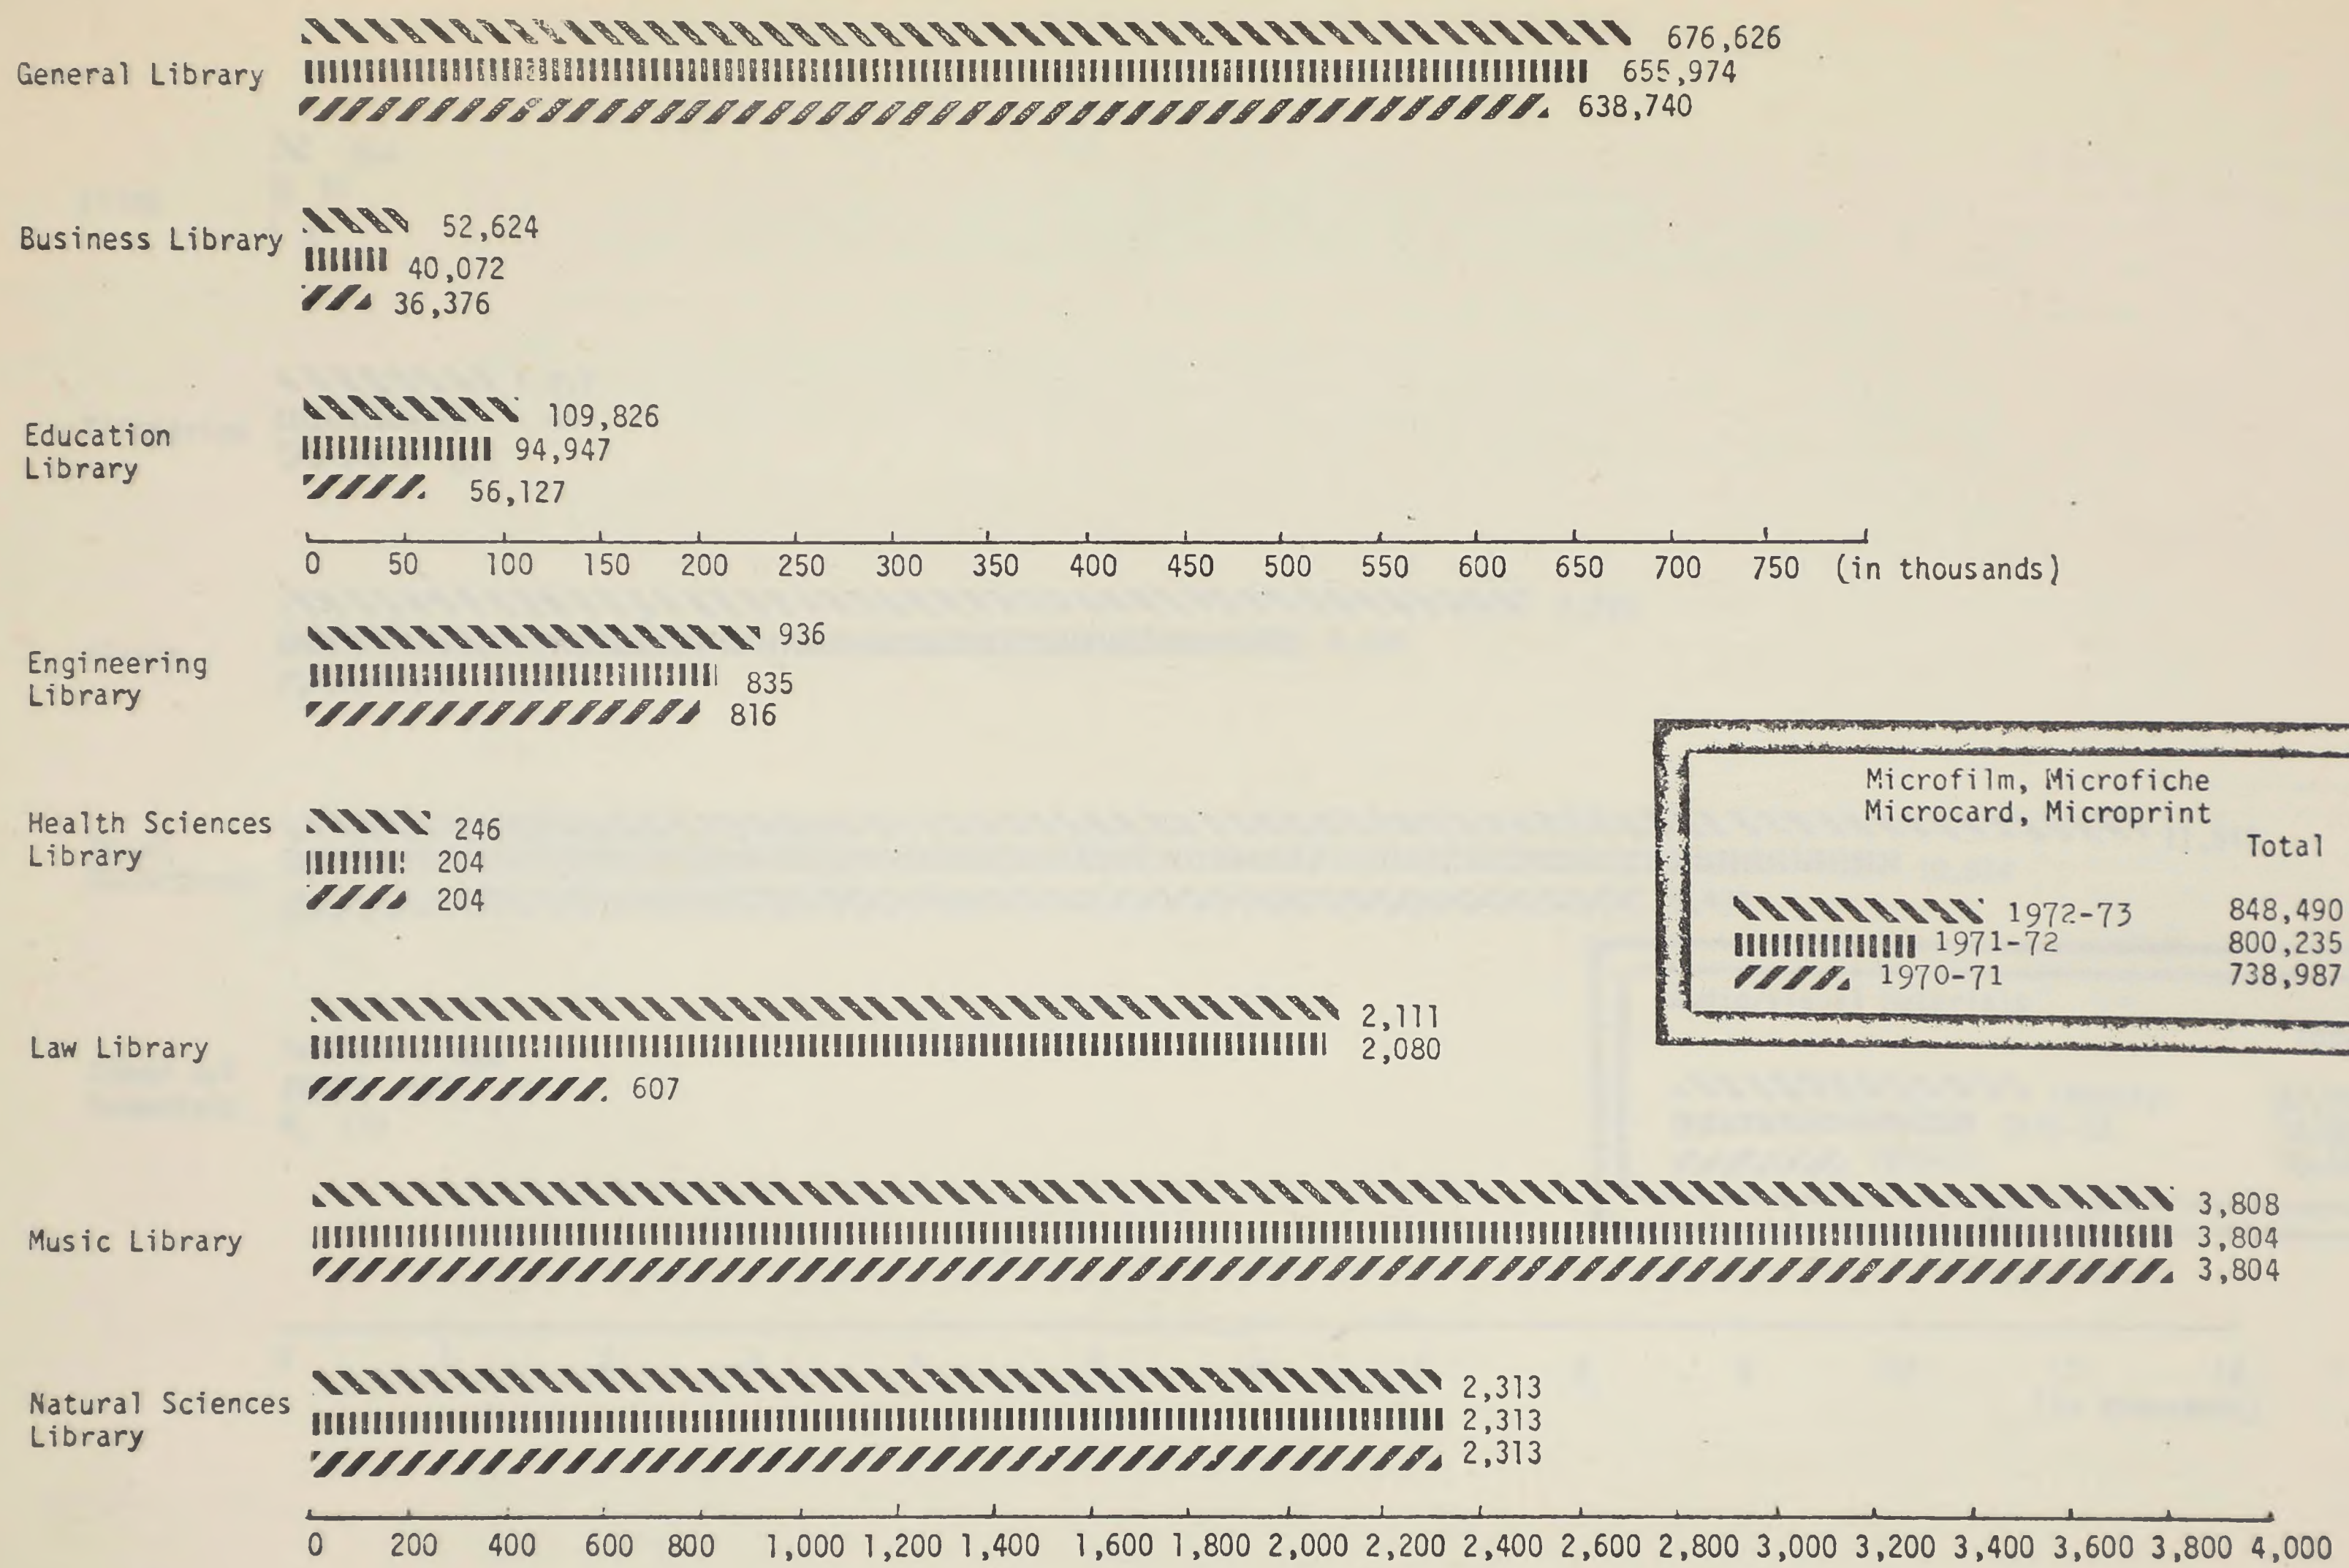 676,626
General Library 655,974
638,740
52,624
Business Library
40,072
36,376
109,826
Education
94,947
Library
56,127
0 50 100 150 200 250 300 350 400 450 500 550 600 650 700 750 (in thousands)
936
Engineering
835
Library
816
Health Sciences 246
Library 204
204
Microfilm, Microfiche
Microcard, Microprint
Total
1972-73 848,490
1971-72 800,235
1970-71 738,987
2,111
Law Library 2,080
607
3,808
Music Library 3,804
3,804
2,313
Natural Sciences
2,313
Library
2,313
0 200 400 600 800 1,000 1,200 1,400 1,600 1,800 2,000 2,200 2,400 2,600 2,800 3,000 3,200 3,400 3,600 3,800 4,000